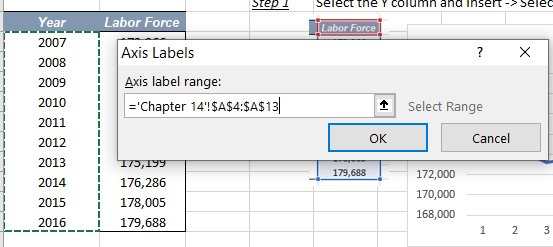 Step 1 Select the Y column and Insert -> Selec
Year Labor Force
2007
2008
2009
2010
2011
2012
2013 175,199
2014 176,286
2015 178,005
2016 179,688
Labor Force
Axis Labels ? X
Axis label range:
='Chapter 14'!$A$4:$A$13 Select Range
OK Cancel
179,688
172,000
170,000
168,000
1 2 3